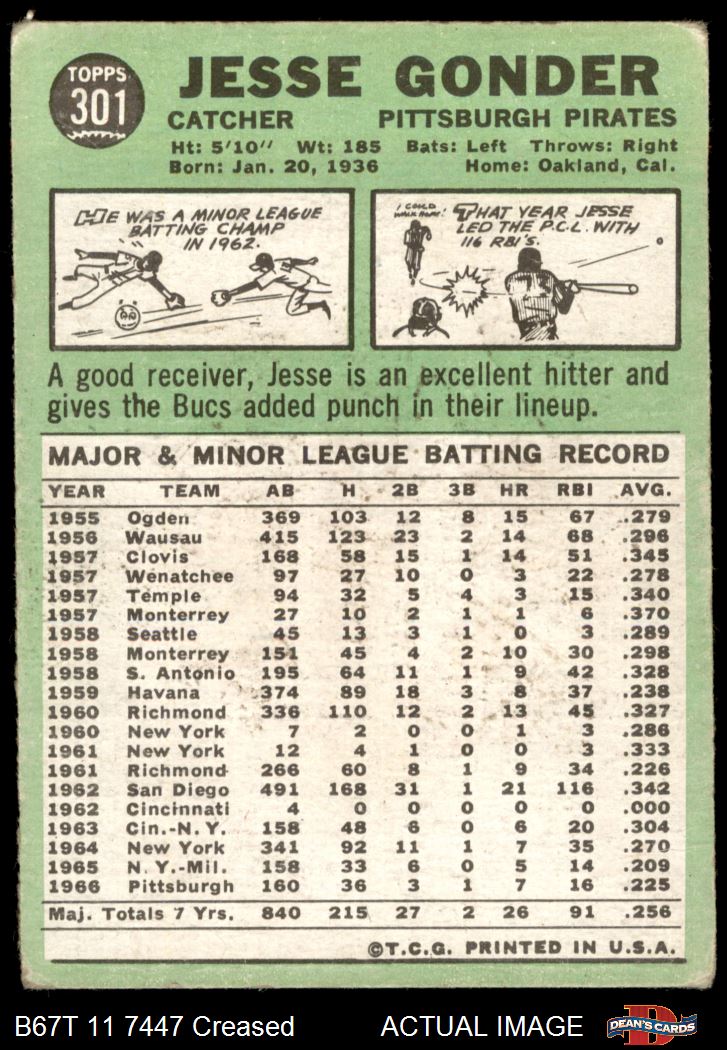 TOPPS
301
JESSE GONDER
CATCHER PITTSBURGH PIRATES
Ht: 5'10" Wt: 185 Bats: Left Throws: Right
Born: Jan. 20, 1936 Home: Oakland, Cal.
HE WAS A MINOR LEAGUE
BATTING CHAMP
IN 1962.
I COULD
WALK HOME!
THAT YEAR JESSE
LED THE P.C.L. WITH
116 RBI'S.
A good receiver, Jesse is an excellent hitter and
gives the Bucs added punch in their lineup.
MAJOR & MINOR LEAGUE BATTING RECORD
YEAR TEAM AB H 2B 3B HR RBI AVG.
1955 Ogden 369 103 12 8 15 67 .279
1956 Wausau 415 123 23 2 14 68 .296
1957 Clovis 168 58 15 1 14 51 .345
1957 Wenatchee 97 27 10 0 3 22 .278
1957 Temple 94 32 5 4 3 15 .340
1957 Monterrey 27 10 2 1 1 6 .370
1958 Seattle 45 13 3 1 0 3 .289
1958 Monterrey 151 45 4 2 10 30 .298
1958 S. Antonio 195 64 11 1 9 42 .328
1959 Havana 374 89 18 3 8 37 .238
1960 Richmond 336 110 12 2 13 45 .327
1960 New York 7 2 0 0 1 3 .286
1961 New York 12 4 1 0 0 3 .333
1961 Richmond 266 60 8 1 9 34 .226
1962 San Diego 491 168 31 1 21 116 .342
1962 Cincinnati 4 0 0 0 0 0 .000
1963 Cin.-N. Y. 158 48 6 0 6 20 .304
1964 New York 341 92 11 1 7 35 .270
1965 N. Y.-Mil. 158 33 6 0 5 14 .209
1966 Pittsburgh 160 36 3 1 7 16 .225
Maj. Totals 7 Yrs. 840 215 27 2 26 91 .256
©T.C.G. PRINTED IN U.S.A.
B67T 11 7447 Creased ACTUAL IMAGE
D
DEAN'S CARDS